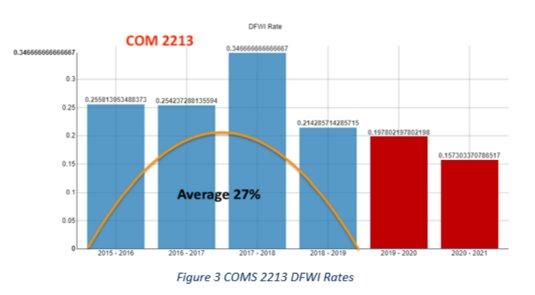 DFWI Rate
COM 2213
0.346666666666667
0.346666666666667
0.3
0.255813953488373
0.254237288135594
0.25
0.214285714285715
0.2
0.197802197802198
0.157303370786517
0.15
Average 27%
0.1
0.05
0
2015 - 2016 2016 - 2017 2017 - 2018 2018 - 2019 2019 - 2020 2020 - 2021
Figure 3 COMS 2213 DFWI Rates